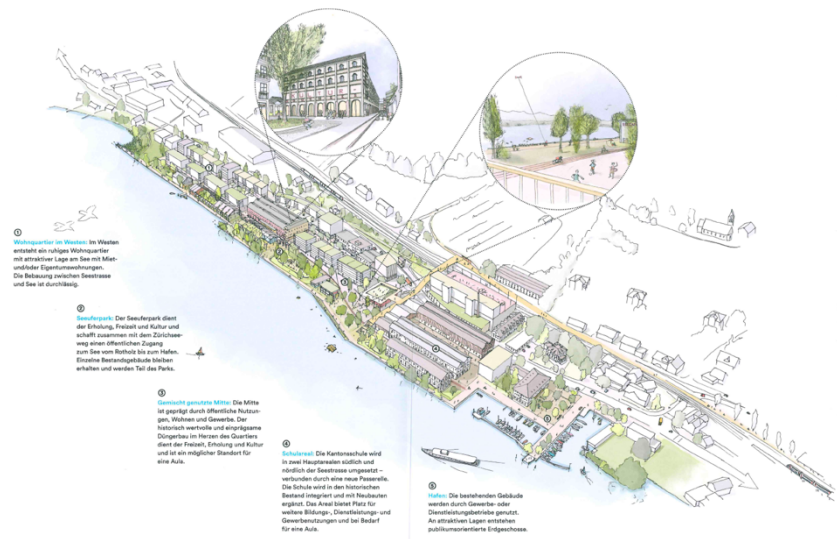 ①
Wohnquartier im Westen: Im Westen
entsteht ein ruhiges Wohnquartier
mit attraktiver Lage am See mit Miet-
und/oder Eigentumswohnungen.
Die Bebauung zwischen Seestrasse
und See ist durchlässig.
②
Seeuferpark: Der Seeuferpark dient
der Erholung, Freizeit und Kultur und
schafft zusammen mit dem Zürichsee-
weg einen öffentlichen Zugang
zum See vom Rotholz bis zum Hafen.
Einzelne Bestandsgebäude bleiben
erhalten und werden Teil des Parks.
③
Gemischt genutzte Mitte: Die Mitte
ist geprägt durch öffentliche Nutzun-
gen, Wohnen und Gewerbe. Der
historisch wertvolle und einprägsame
Düngerbau im Herzen des Quartiers
dient der Freizeit, Erholung und Kultur
und ist ein möglicher Standort für
eine Aula.
④
Schulareal: Die Kantonsschule wird
in zwei Hauptarealen südlich und
nördlich der Seestrasse umgesetzt –
verbunden durch eine neue Passerelle.
Die Schule wird in den historischen
Bestand integriert und mit Neubauten
ergänzt. Das Areal bietet Platz für
weitere Bildungs-, Dienstleistungs- und
Gewerbenutzungen und bei Bedarf
für eine Aula.
⑤
Hafen: Die bestehenden Gebäude
werden durch Gewerbe- oder
Dienstleistungsbetriebe genutzt.
An attraktiven Lagen entstehen
publikumsorientierte Erdgeschosse.